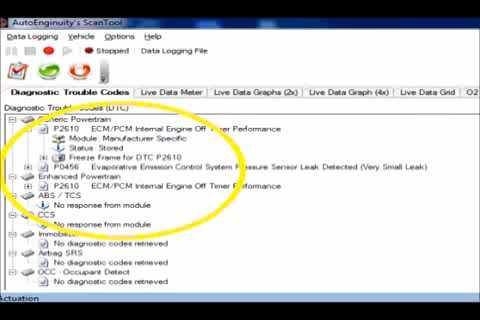 AutoEnginuity's ScanTool
Data Logging Vehicle Options Help
Stopped Data Logging File
Diagnostic Trouble Codes Live Data Meter Live Data Graphs (2x) Live Data Graph (4x) Live Data Grid O2
Diagnostic Trouble Codes (DTC)
Generic Powertrain
P2610 ECM/PCM Internal Engine Off Timer Performance
Module: Manufacturer Specific
Status: Stored
Freeze Frame for DTC P2610
P0456 Evaporative Emission Control System Pressure Sensor Leak Detected (Very Small Leak)
Enhanced Powertrain
P2610 ECM/PCM Internal Engine Off Timer Performance
ABS / TCS
No response from module
CCS
No response from module
Immobilizer
No diagnostic codes retrieved
Airbag SRS
No diagnostic codes retrieved
OCC - Occupant Detect
No diagnostic codes retrieved
Actuation